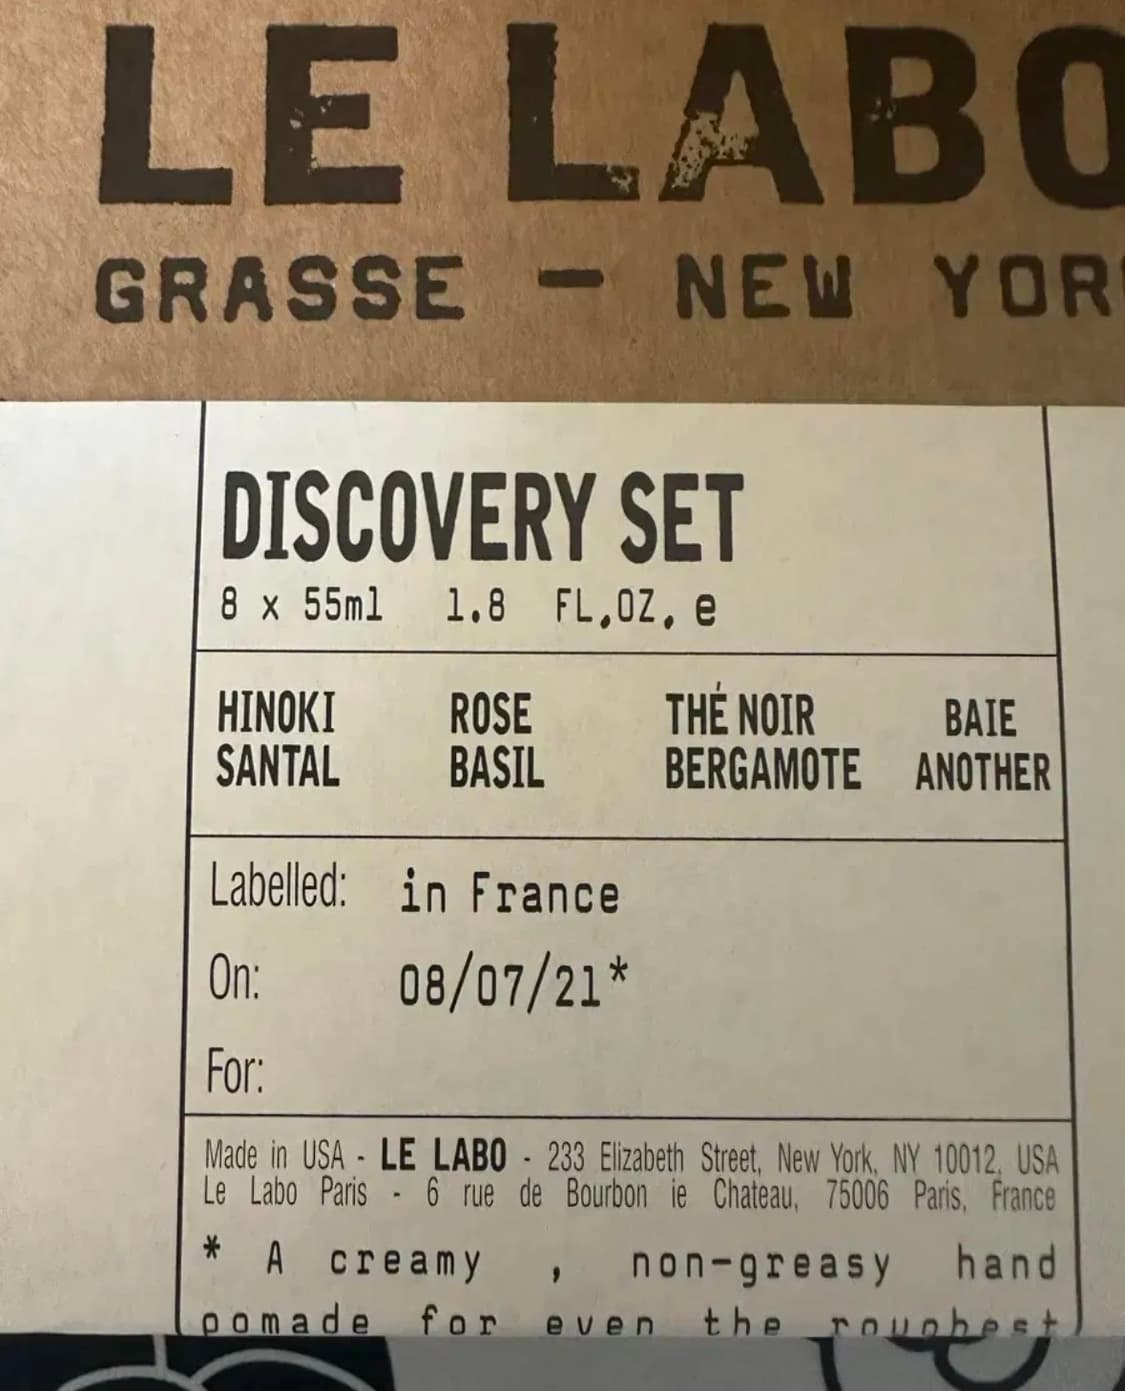 LE LABO
GRASSE — NEW YOR
DISCOVERY SET
8 x 55ml 1.8 FL.OZ. e
HINOKI SANTAL
ROSE BASIL
THÉ NOIR BERGAMOTE
BAIE ANOTHER
Labelled: in France
On: 08/07/21*
For:
Made in USA - LE LABO - 233 Elizabeth Street, New York, NY 10012, USA
Le Labo Paris - 6 rue de Bourbon ie Chateau, 75006 Paris, France
* A creamy , non-greasy hand
pomade for even the roughest